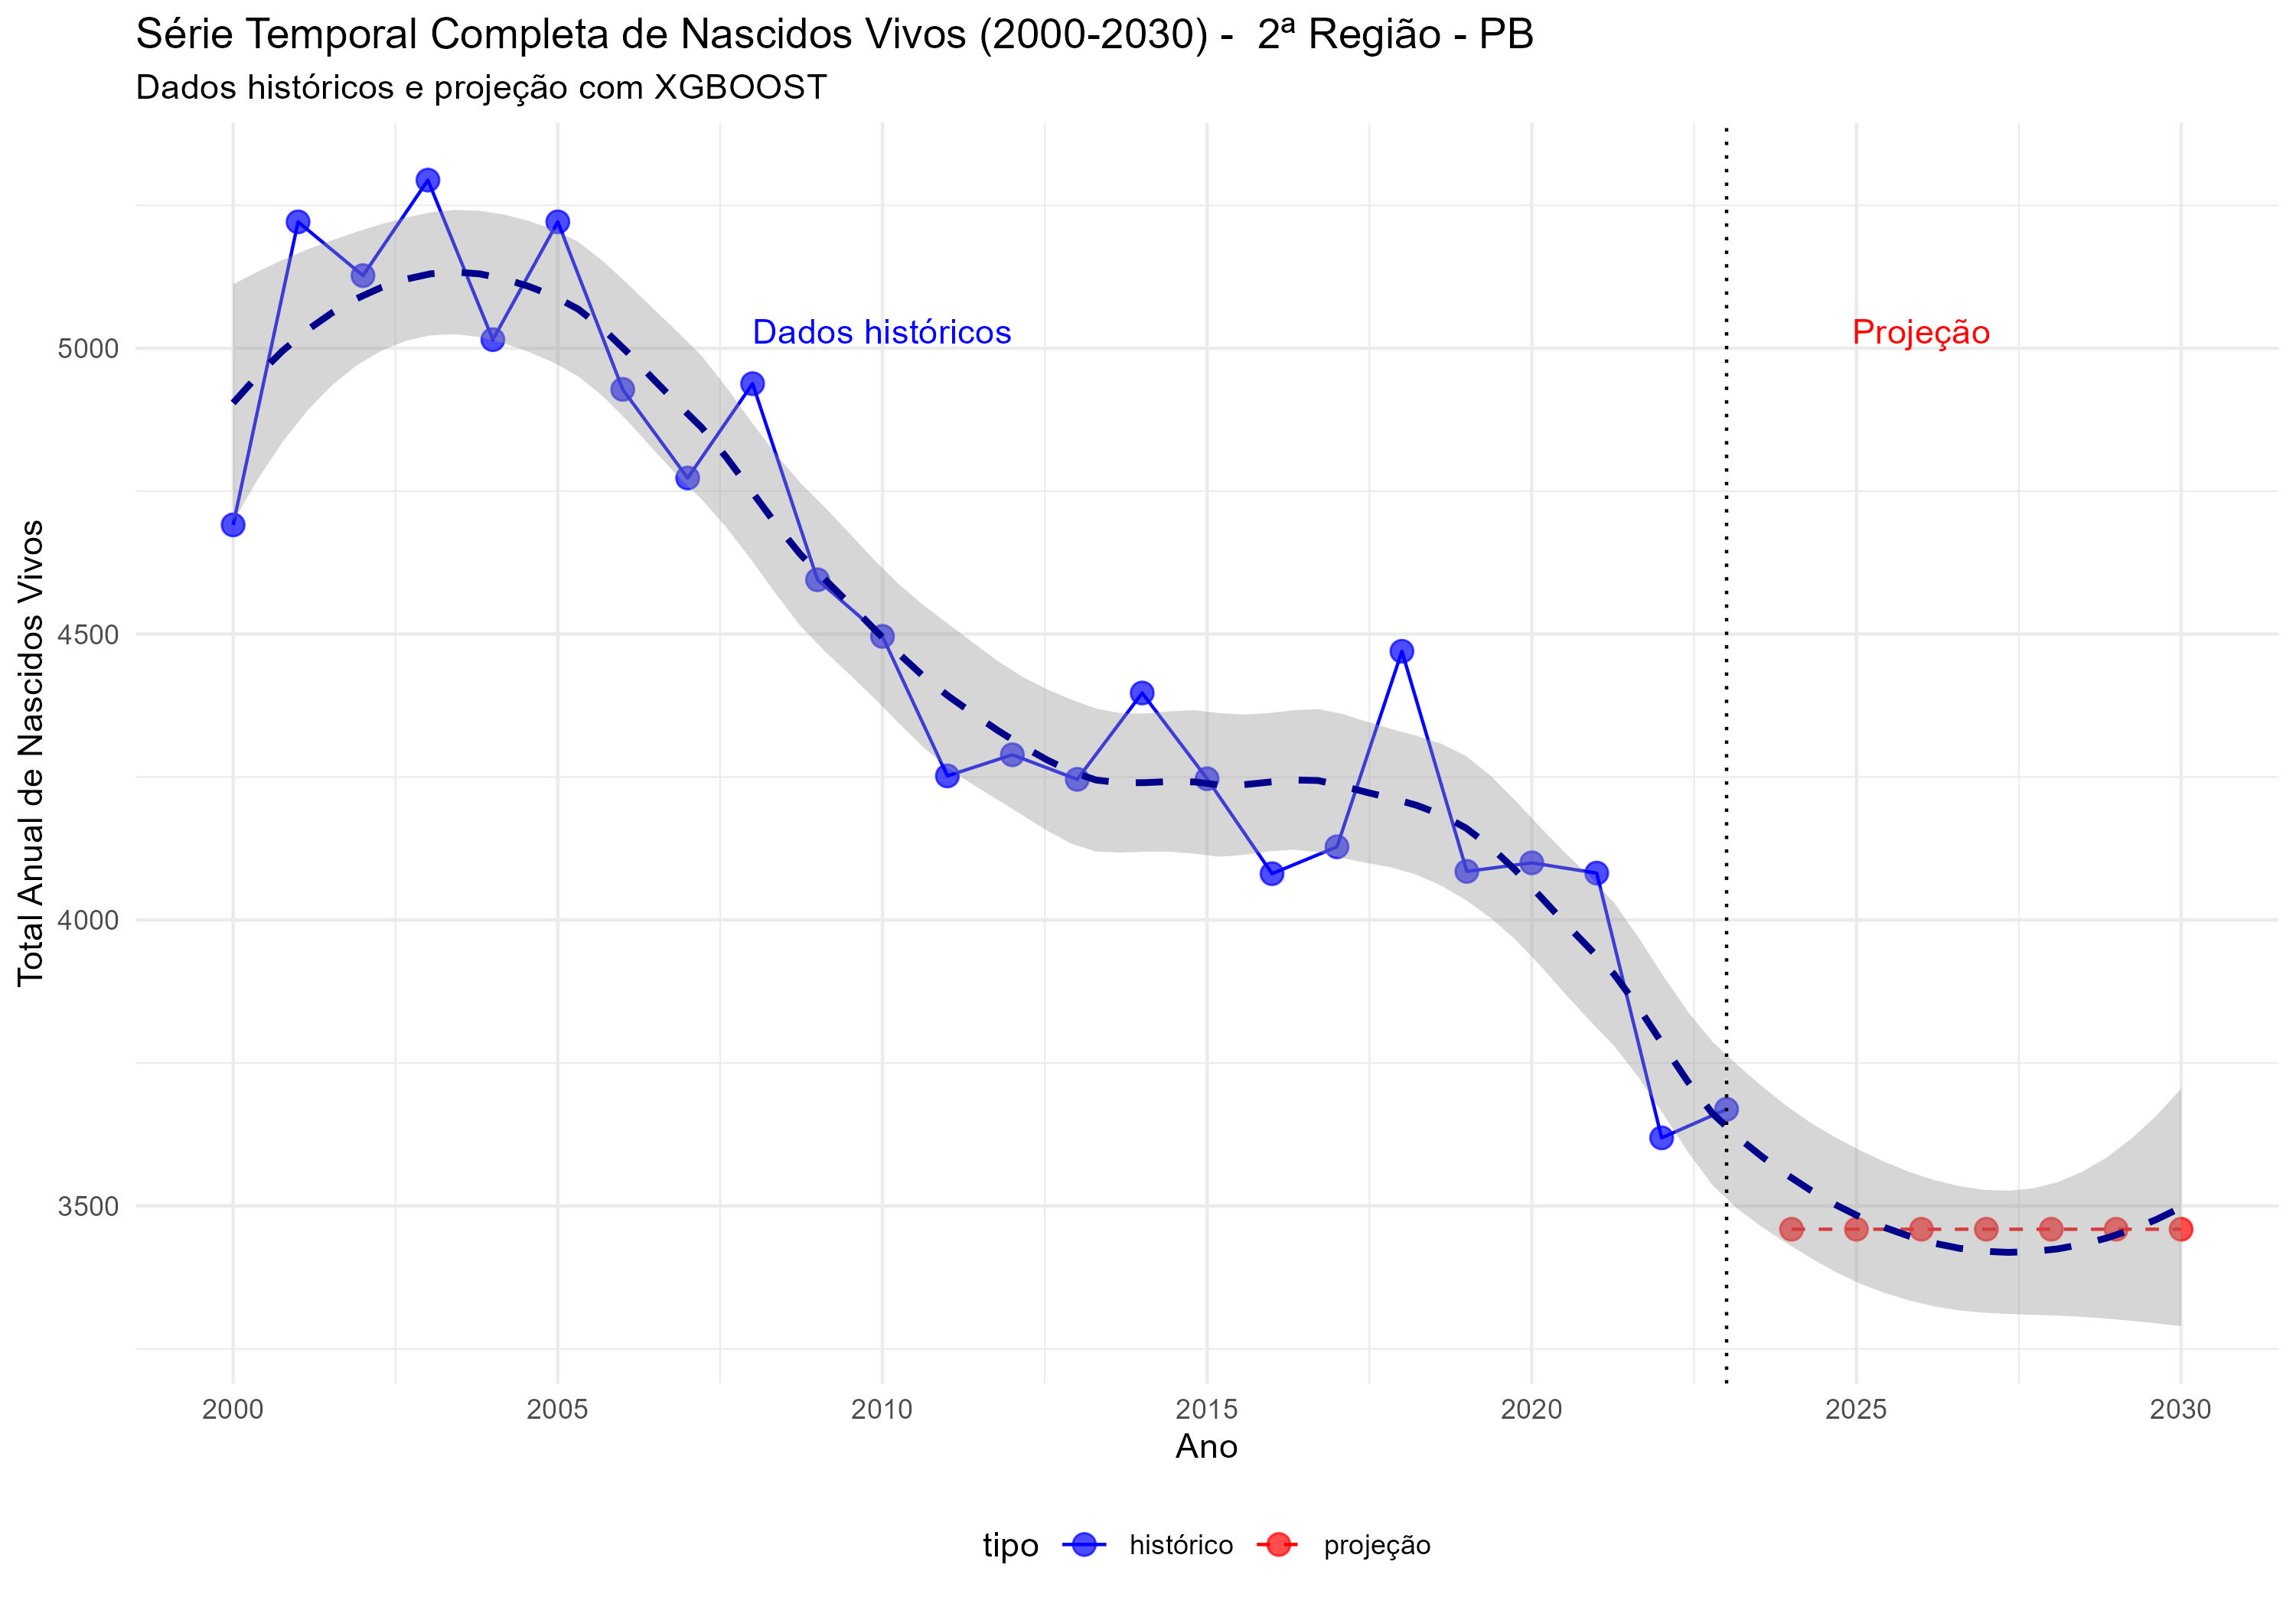 Série Temporal Completa de Nascidos Vivos (2000-2030) -  2ª Região - PB
Dados históricos e projeção com XGBOOST
Total Anual de Nascidos Vivos
5000
4500
4000
3500
Dados históricos
Projeção
2000
2005
2010
2015
2020
2025
2030
Ano
tipo
histórico
projeção